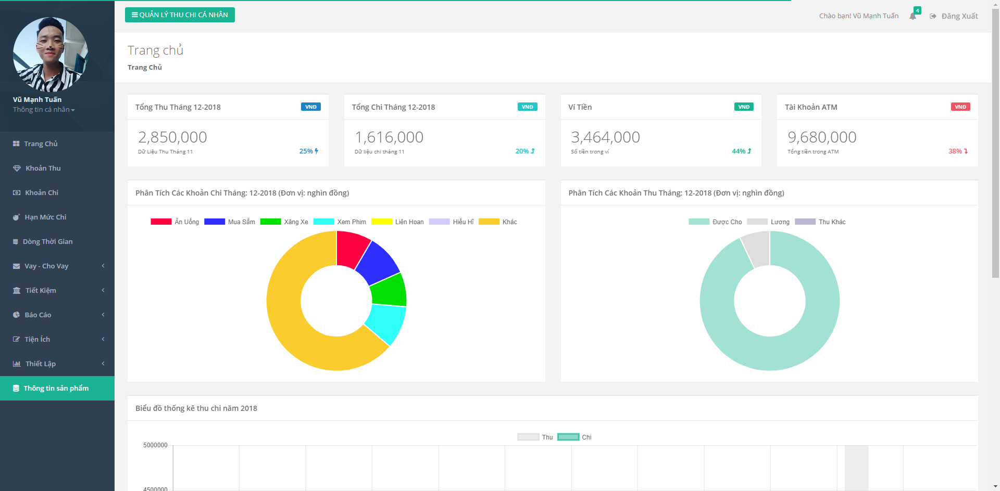 QUẢN LÝ THU CHI CÁ NHÂN
Chào bạn! Vũ Mạnh Tuấn
4
Đăng Xuất
Vũ Mạnh Tuấn
Thông tin cá nhân
Trang Chủ
Khoản Thu
Khoản Chi
Hạn Mức Chi
Dòng Thời Gian
Vay - Cho Vay
Tiết Kiệm
Báo Cáo
Tiện Ích
Thiết Lập
Thông tin sản phẩm
Trang chủ
Trang Chủ
Tổng Thu Tháng 12-2018
VNĐ
2,850,000
Dữ Liệu Thu Tháng 11
25%
Tổng Chi Tháng 12-2018
VNĐ
1,616,000
Dữ liệu chi tháng 11
20%
Ví Tiền
VNĐ
3,464,000
Số tiền trong ví
44%
Tài Khoản ATM
VNĐ
9,680,000
Tổng tiền trong ATM
38%
Phân Tích Các Khoản Chi Tháng: 12-2018 (Đơn vị: nghìn đồng)
Ăn Uống
Mua Sắm
Xăng Xe
Xem Phim
Liên Hoan
Hiếu Hỉ
Khác
Phân Tích Các Khoản Thu Tháng: 12-2018 (Đơn vị: nghìn đồng)
Được Cho
Lương
Thu Khác
Biểu đồ thống kê thu chi năm 2018
Thu
Chi
5000000
4500000